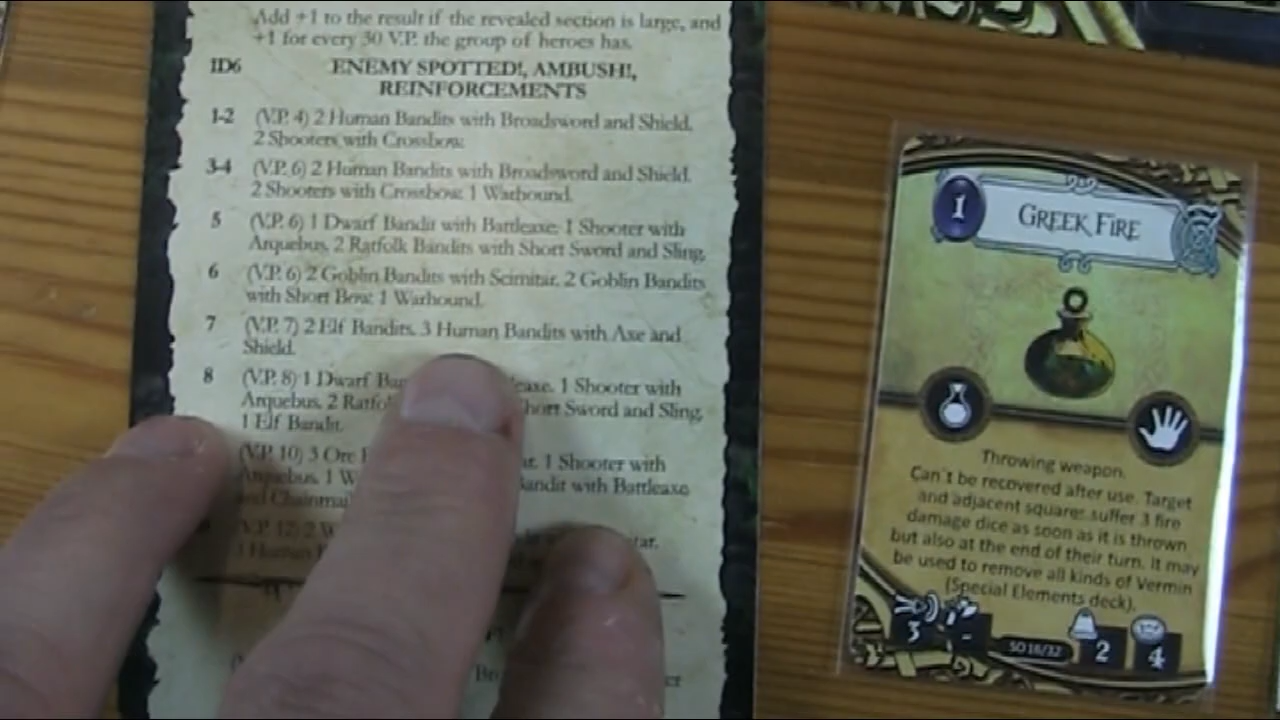 Add +1 to the result if the revealed section is large, and
+1 for every 30 V.P. the group of heroes has.
1D6 ENEMY SPOTTED!, AMBUSH!,
REINFORCEMENTS
1-2 (V.P. 4) 2 Human Bandits with Broadsword and Shield.
2 Shooters with Crossbow.
3-4 (V.P. 6) 2 Human Bandits with Broadsword and Shield.
2 Shooters with Crossbow. 1 Warhound.
5 (V.P. 6) 1 Dwarf Bandit with Battleaxe. 1 Shooter with
Arquebus. 2 Ratfolk Bandits with Short Sword and Sling.
6 (V.P. 6) 2 Goblin Bandits with Scimitar. 2 Goblin Bandits
with Short Bow. 1 Warhound.
7 (V.P. 7) 2 Elf Bandits. 3 Human Bandits with Axe and
Shield.
8 (V.P. 8) 1 Dwarf 1 Shooter with
Arquebus. 2 Short Sword and Sling.
1 Elf Bandit.
(V.P. 10) 3 Orc 1 Shooter with
Arquebus. 1 Bandit with Battleaxe
and Chainmail
V.P. 12) 2
3 Human
1
GREEK FIRE
Throwing weapon.
Can´t be recovered after use. Target
and adjacent squares suffer 3 fire
damage dice as soon as it is thrown
but also at the end of their turn. It may
be used to remove all kinds of Vermin
(Special Elements deck).
3 - SO 18/32 2 4